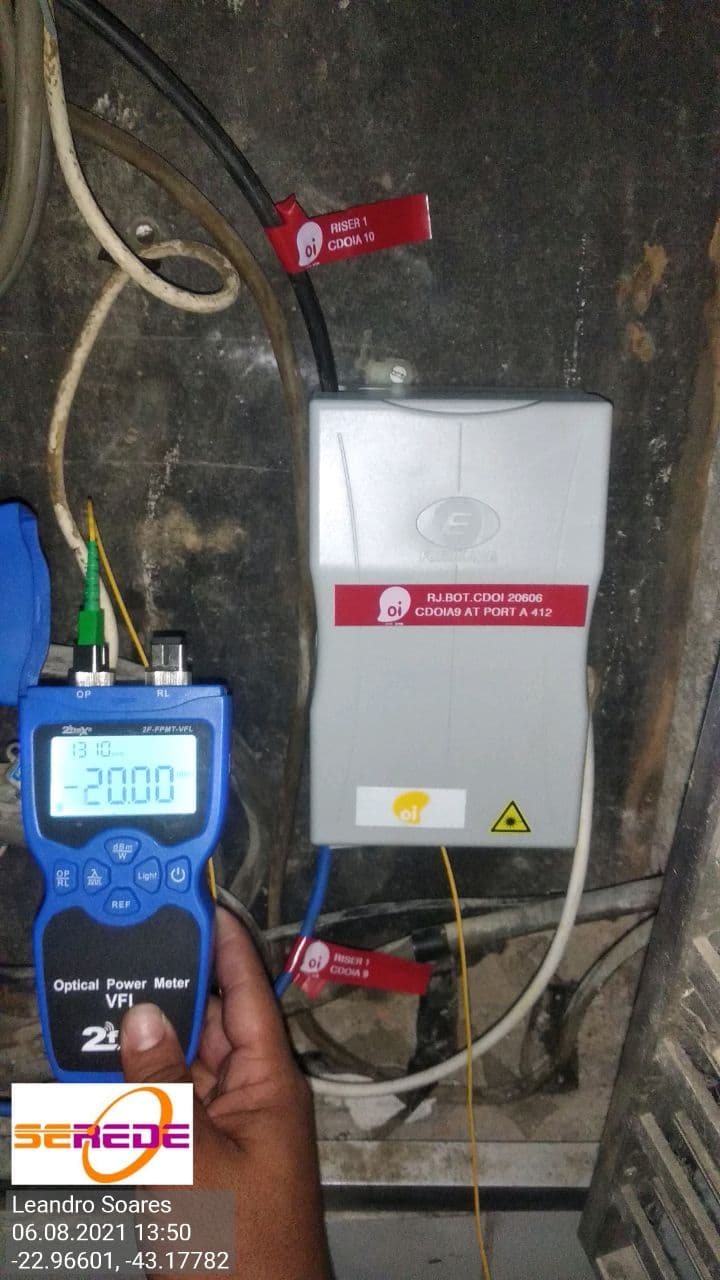 RISER 1
oi
CDOIA 10
E
RJ.BOT.CDOI 20606
oi
CDOIA9 AT PORT A 412
OP
RL
2F-FPMT-VFL
1310
-20.00
dBm
W
OP
RL
λ
Light
REF
oi
RISER 1
oi
CDOIA 9
Optical Power Meter
VFL
SEREDE
Leandro Soares
06.08.2021 13:50
-22.96601, -43.17782